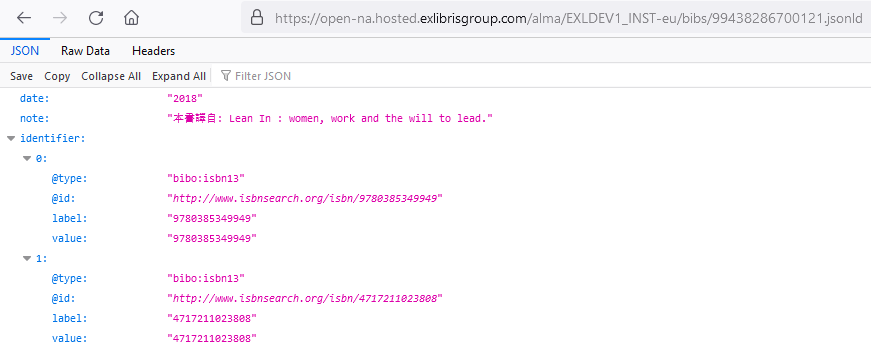 https://open-na.hosted.exlibrisgroup.com/alma/EXLDEV1_INST-eu/bibs/99438286700121.jsonld
JSON Raw Data Headers
Save Copy Collapse All Expand All Filter JSON
date: "2018"
note: "本書譯自: Lean In : women, work and the will to lead."
identifier:
0:
@type: "bibo:isbn13"
@id: "http://www.isbnsearch.org/isbn/9780385349949"
label: "9780385349949"
value: "9780385349949"
1:
@type: "bibo:isbn13"
@id: "http://www.isbnsearch.org/isbn/4717211023808"
label: "4717211023808"
value: "4717211023808"